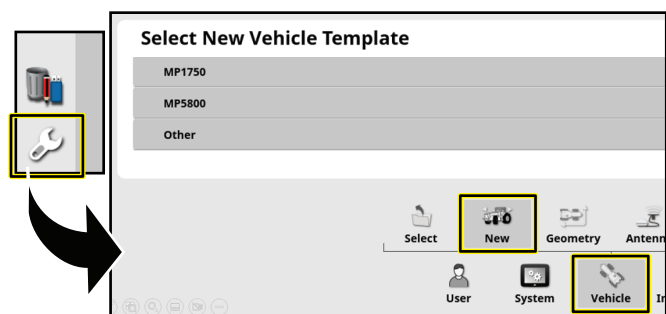 Select New Vehicle Template
MP1750
MP5800
Other
Select
New
Geometry
User
System
Vehicle